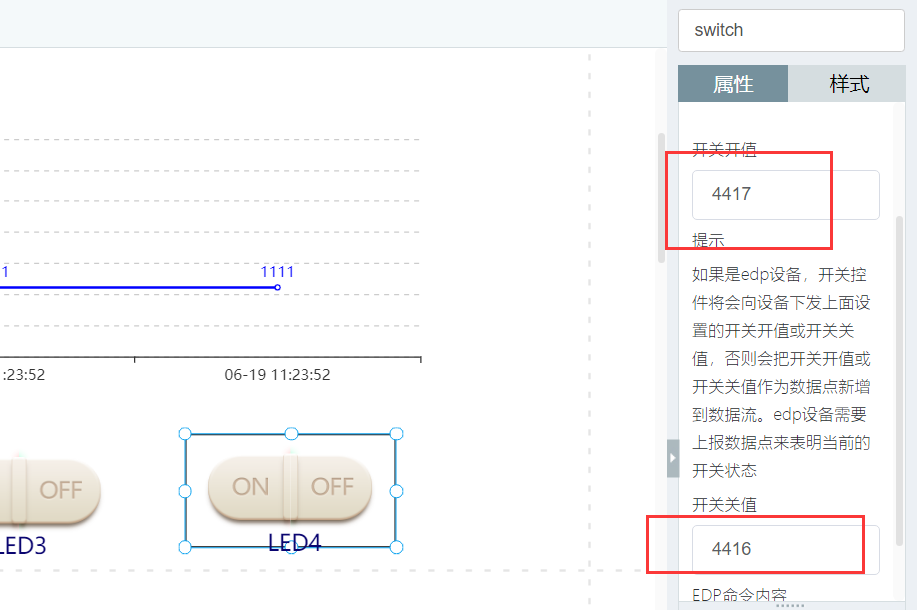 switch
属性 样式
开关开值
4417
提示
如果是edp设备，开关控
件将会向设备下发上面设
置的开关开值或开关关
值，否则会把开关开值或
开关关值作为数据点新增
到数据流。edp设备需要
上报数据点来表明当前的
开关状态
开关关值
4416
EDP命令内容
1
1111
:23:52
06-19 11:23:52
OFF
LED3
ON OFF
LED4